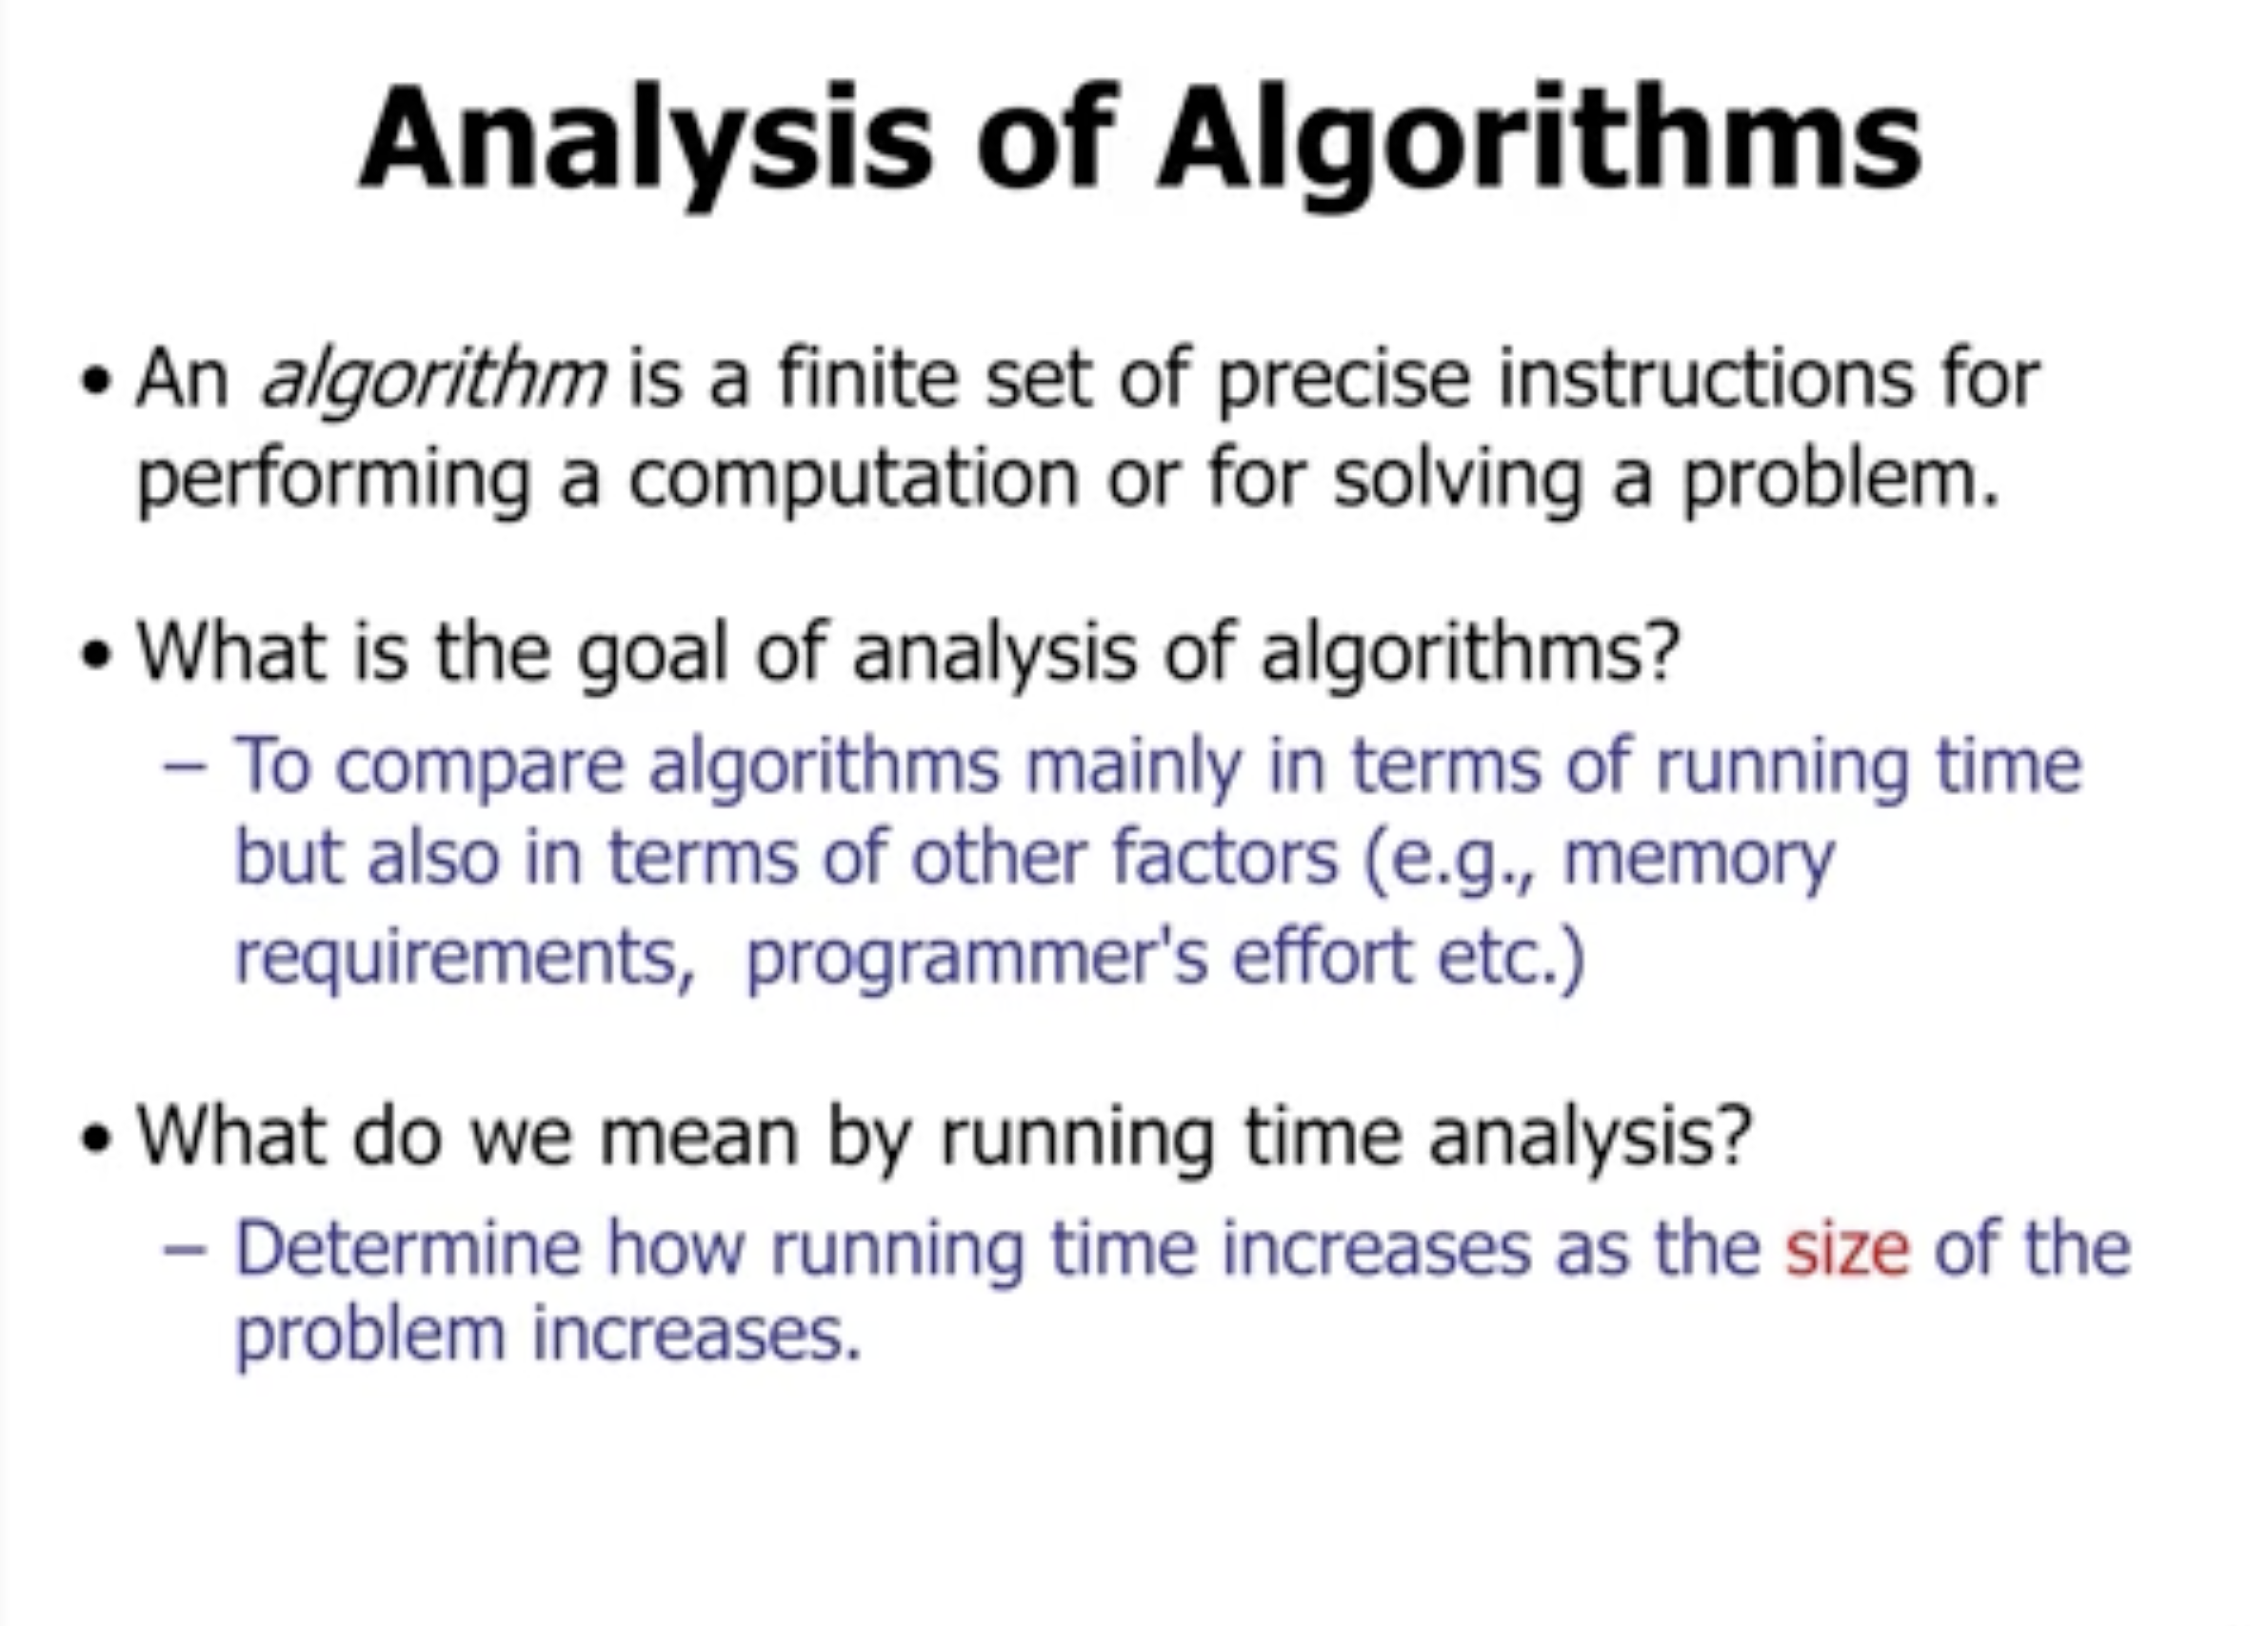 Analysis of Algorithms
• An algorithm is a finite set of precise instructions for
performing a computation or for solving a problem.
• What is the goal of analysis of algorithms?
– To compare algorithms mainly in terms of running time
but also in terms of other factors (e.g., memory
requirements,  programmer's effort etc.)
• What do we mean by running time analysis?
– Determine how running time increases as the size of the
problem increases.